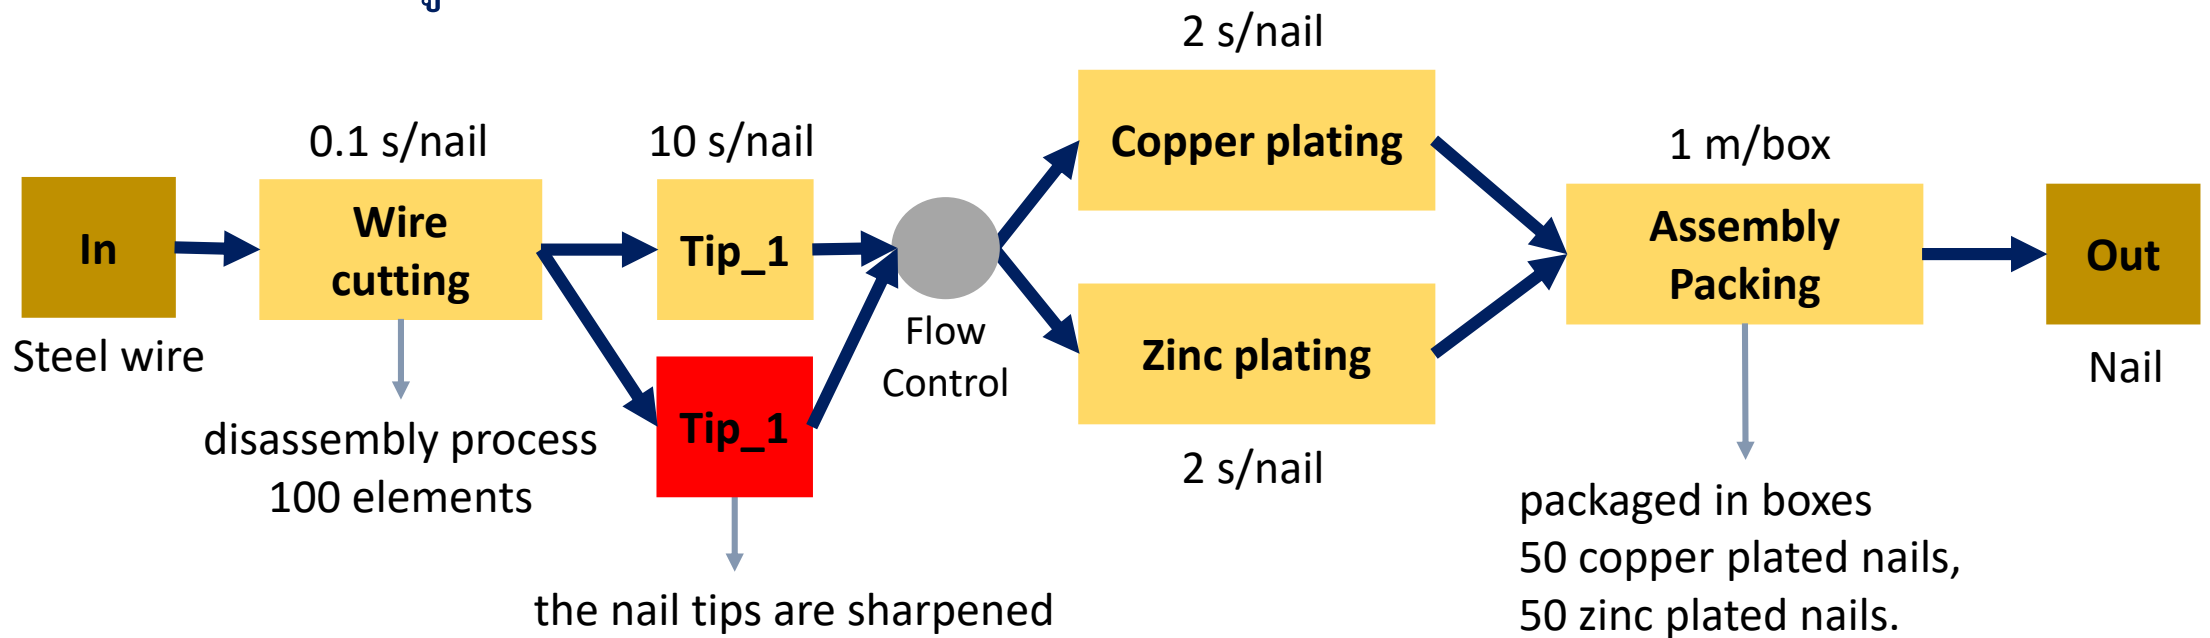 2 s/nail
0.1 s/nail
10 s/nail
Copper plating
1 m/box
In
Wire
cutting
Tip_1
Assembly
Packing
Out
Steel wire
Flow
Control
Zinc plating
Nail
Tip_1
disassembly process
100 elements
2 s/nail
packaged in boxes
50 copper plated nails,
50 zinc plated nails.
the nail tips are sharpened